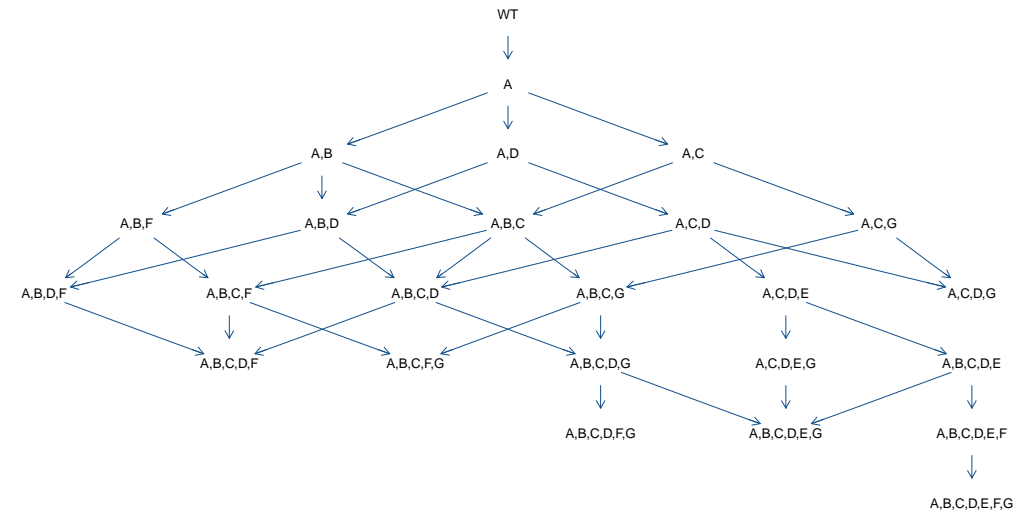 WT
A
A,B
A,D
A,C
A,B,F
A,B,D
A,B,C
A,C,D
A,C,G
A,B,D,F
A,B,C,F
A,B,C,D
A,B,C,G
A,C,D,E
A,C,D,G
A,B,C,D,F
A,B,C,F,G
A,B,C,D,G
A,C,D,E,G
A,B,C,D,E
A,B,C,D,F,G
A,B,C,D,E,G
A,B,C,D,E,F
A,B,C,D,E,F,G